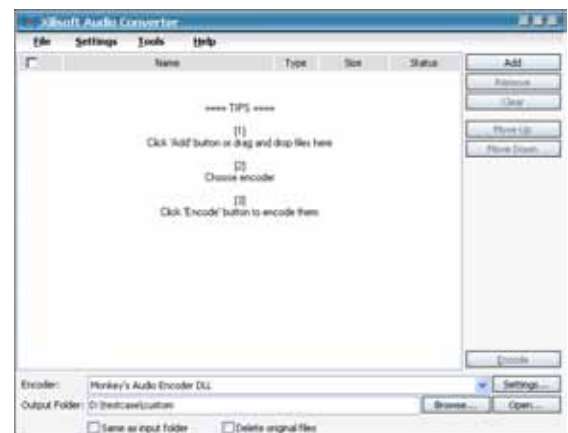 Xilisoft Audio Converter
File Settings Tools Help
Name Type Size Status
Add
Remove
Clear
Move Up
Move Down
==== TIPS ====
[1]
Click 'Add' button or drag and drop files here
[2]
Choose encoder
[3]
Click 'Encode' button to encode them
Encode
Encoder: Monkey's Audio Encoder DLL Settings...
Output Folder: D:\testcase\custom Browse... Open...
Same as input folder Delete original files